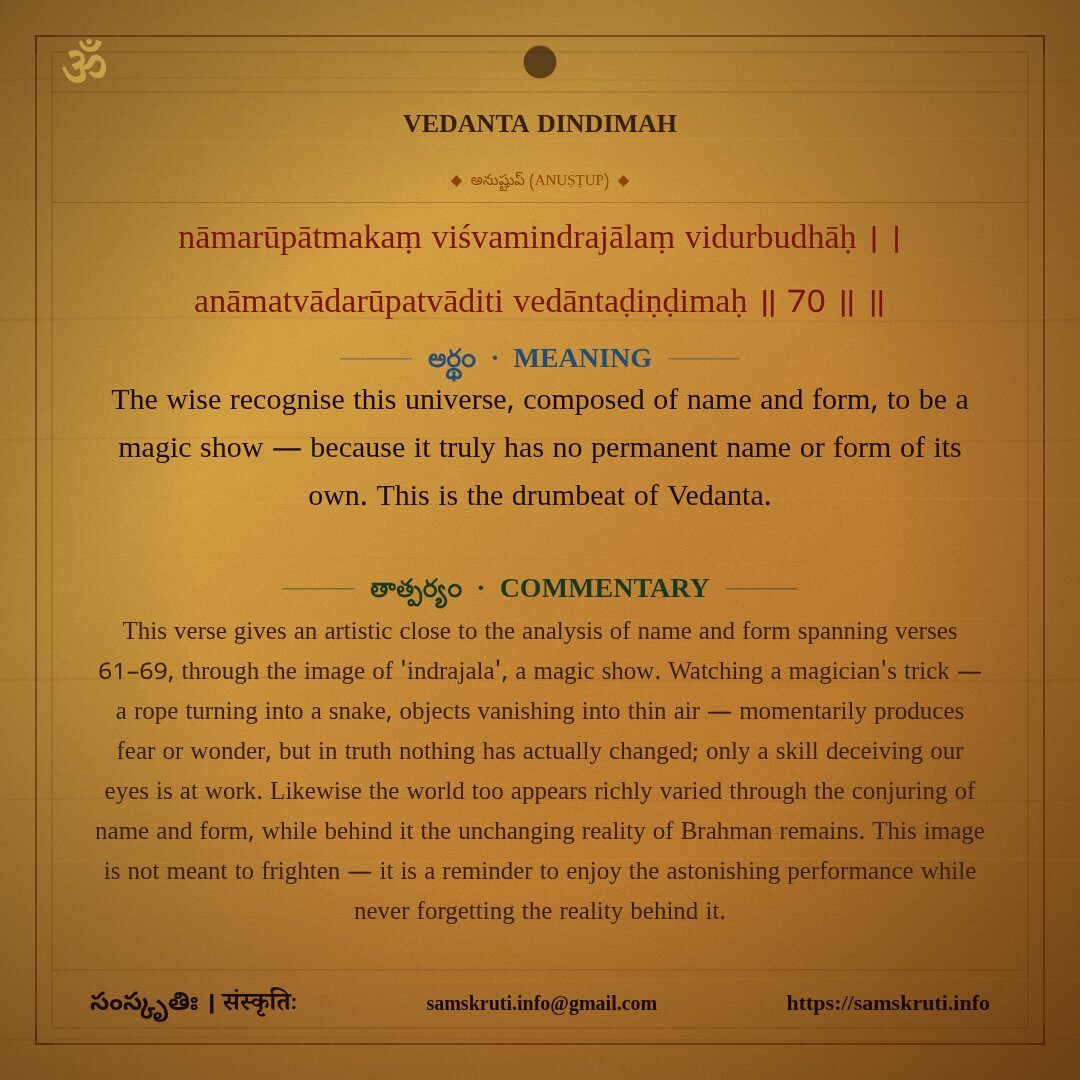 ॐ
VEDANTA DINDIMAH
◆ అనుష్టుప్ (ANUṢṬUP) ◆
nāmarūpātmakaṃ viśvamindrajālaṃ vidurbudhāḥ | |
anāmatvādarūpatvāditi vedāntaḍiṇḍimaḥ ॥ 70 ॥ ॥
అర్థం · MEANING
The wise recognise this universe, composed of name and form, to be a
magic show — because it truly has no permanent name or form of its
own. This is the drumbeat of Vedanta.
తాత్పర్యం · COMMENTARY
This verse gives an artistic close to the analysis of name and form spanning verses
61–69, through the image of 'indrajala', a magic show. Watching a magician's trick —
a rope turning into a snake, objects vanishing into thin air — momentarily produces
fear or wonder, but in truth nothing has actually changed; only a skill deceiving our
eyes is at work. Likewise the world too appears richly varied through the conjuring of
name and form, while behind it the unchanging reality of Brahman remains. This image
is not meant to frighten — it is a reminder to enjoy the astonishing performance while
never forgetting the reality behind it.
సంస్కృతిః | संस्कृतिः samskruti.info@gmail.com https://samskruti.info